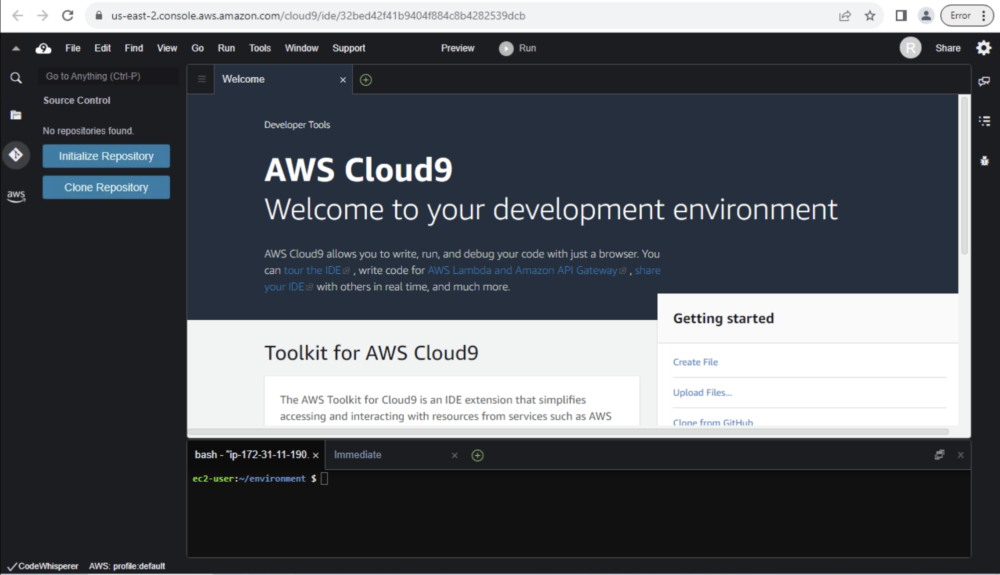 us-east-2.console.aws.amazon.com/cloud9/ide/32bed42f41b9404f884c8b4282539dcb
Error
9 File Edit Find View Go Run Tools Window Support Preview Run R Share
Go to Anything (Ctrl-P)
Welcome
Source Control
No repositories found.
Initialize Repository
Clone Repository
aws
Developer Tools
AWS Cloud9
Welcome to your development environment
AWS Cloud9 allows you to write, run, and debug your code with just a browser. You
can tour the IDE , write code for AWS Lambda and Amazon API Gateway , share
your IDE with others in real time, and much more.
Getting started
Create File
Upload Files...
Clone from GitHub
Toolkit for AWS Cloud9
The AWS Toolkit for Cloud9 is an IDE extension that simplifies
accessing and interacting with resources from services such as AWS
bash - "ip-172-31-11-190. Immediate
ec2-user:~/environment $
CodeWhisperer AWS: profile:default